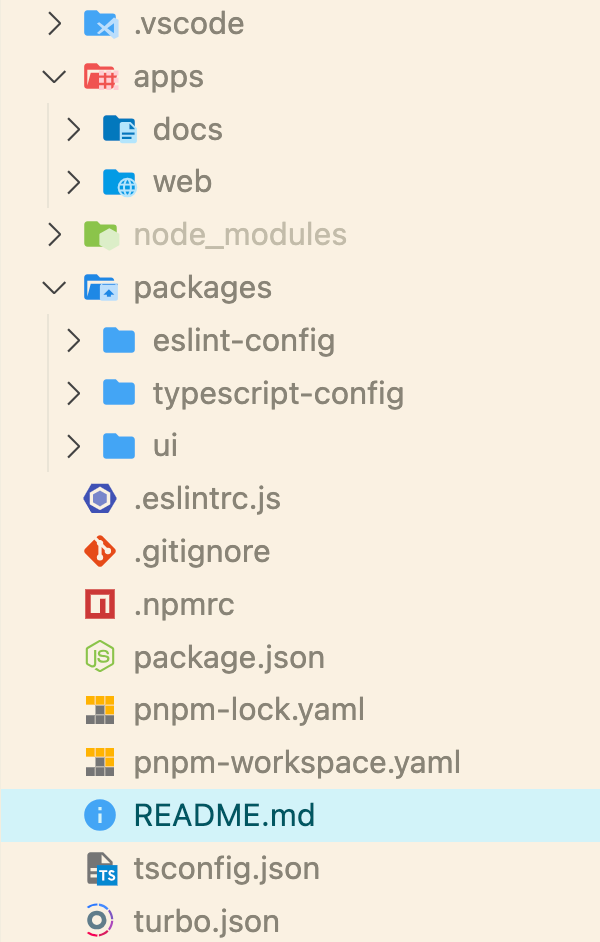 .vscode
apps
docs
web
node_modules
packages
eslint-config
typescript-config
ui
.eslintrc.js
.gitignore
.npmrc
package.json
pnpm-lock.yaml
pnpm-workspace.yaml
README.md
tsconfig.json
turbo.json